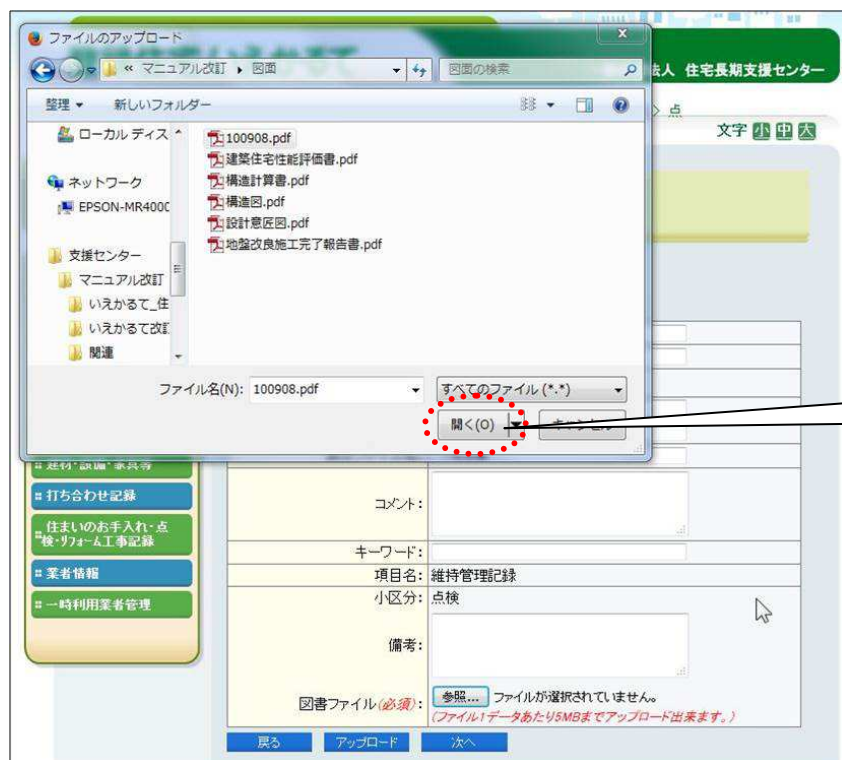 ファイルのアップロード
x
« マニュアル改訂 ▸ 図面
図面の検索
法人 住宅長期支援センター
整理 ▼ 新しいフォルダー
> 点
文字 小 中 大
ローカル ディス
ネットワーク
EPSON-MR400C
支援センター
マニュアル改訂
いえかるて_住
いえかるて改訂
関連
100908.pdf
建築住宅性能評価書.pdf
構造計算書.pdf
構造図.pdf
設計意匠図.pdf
地盤改良施工完了報告書.pdf
ファイル名(N): 100908.pdf
すべてのファイル (*.*)
開く(O)
キャンセル
建材・設備・家具等
打ち合わせ記録
住まいのお手入れ・点
検・リフォーム工事記録
業者情報
一時利用業者管理
コメント:
キーワード:
項目名: 維持管理記録
小区分: 点検
備考:
図書ファイル(必須): 参照... ファイルが選択されていません。
(ファイル1データあたり5MBまでアップロード出来ます。)
戻る アップロード 次へ